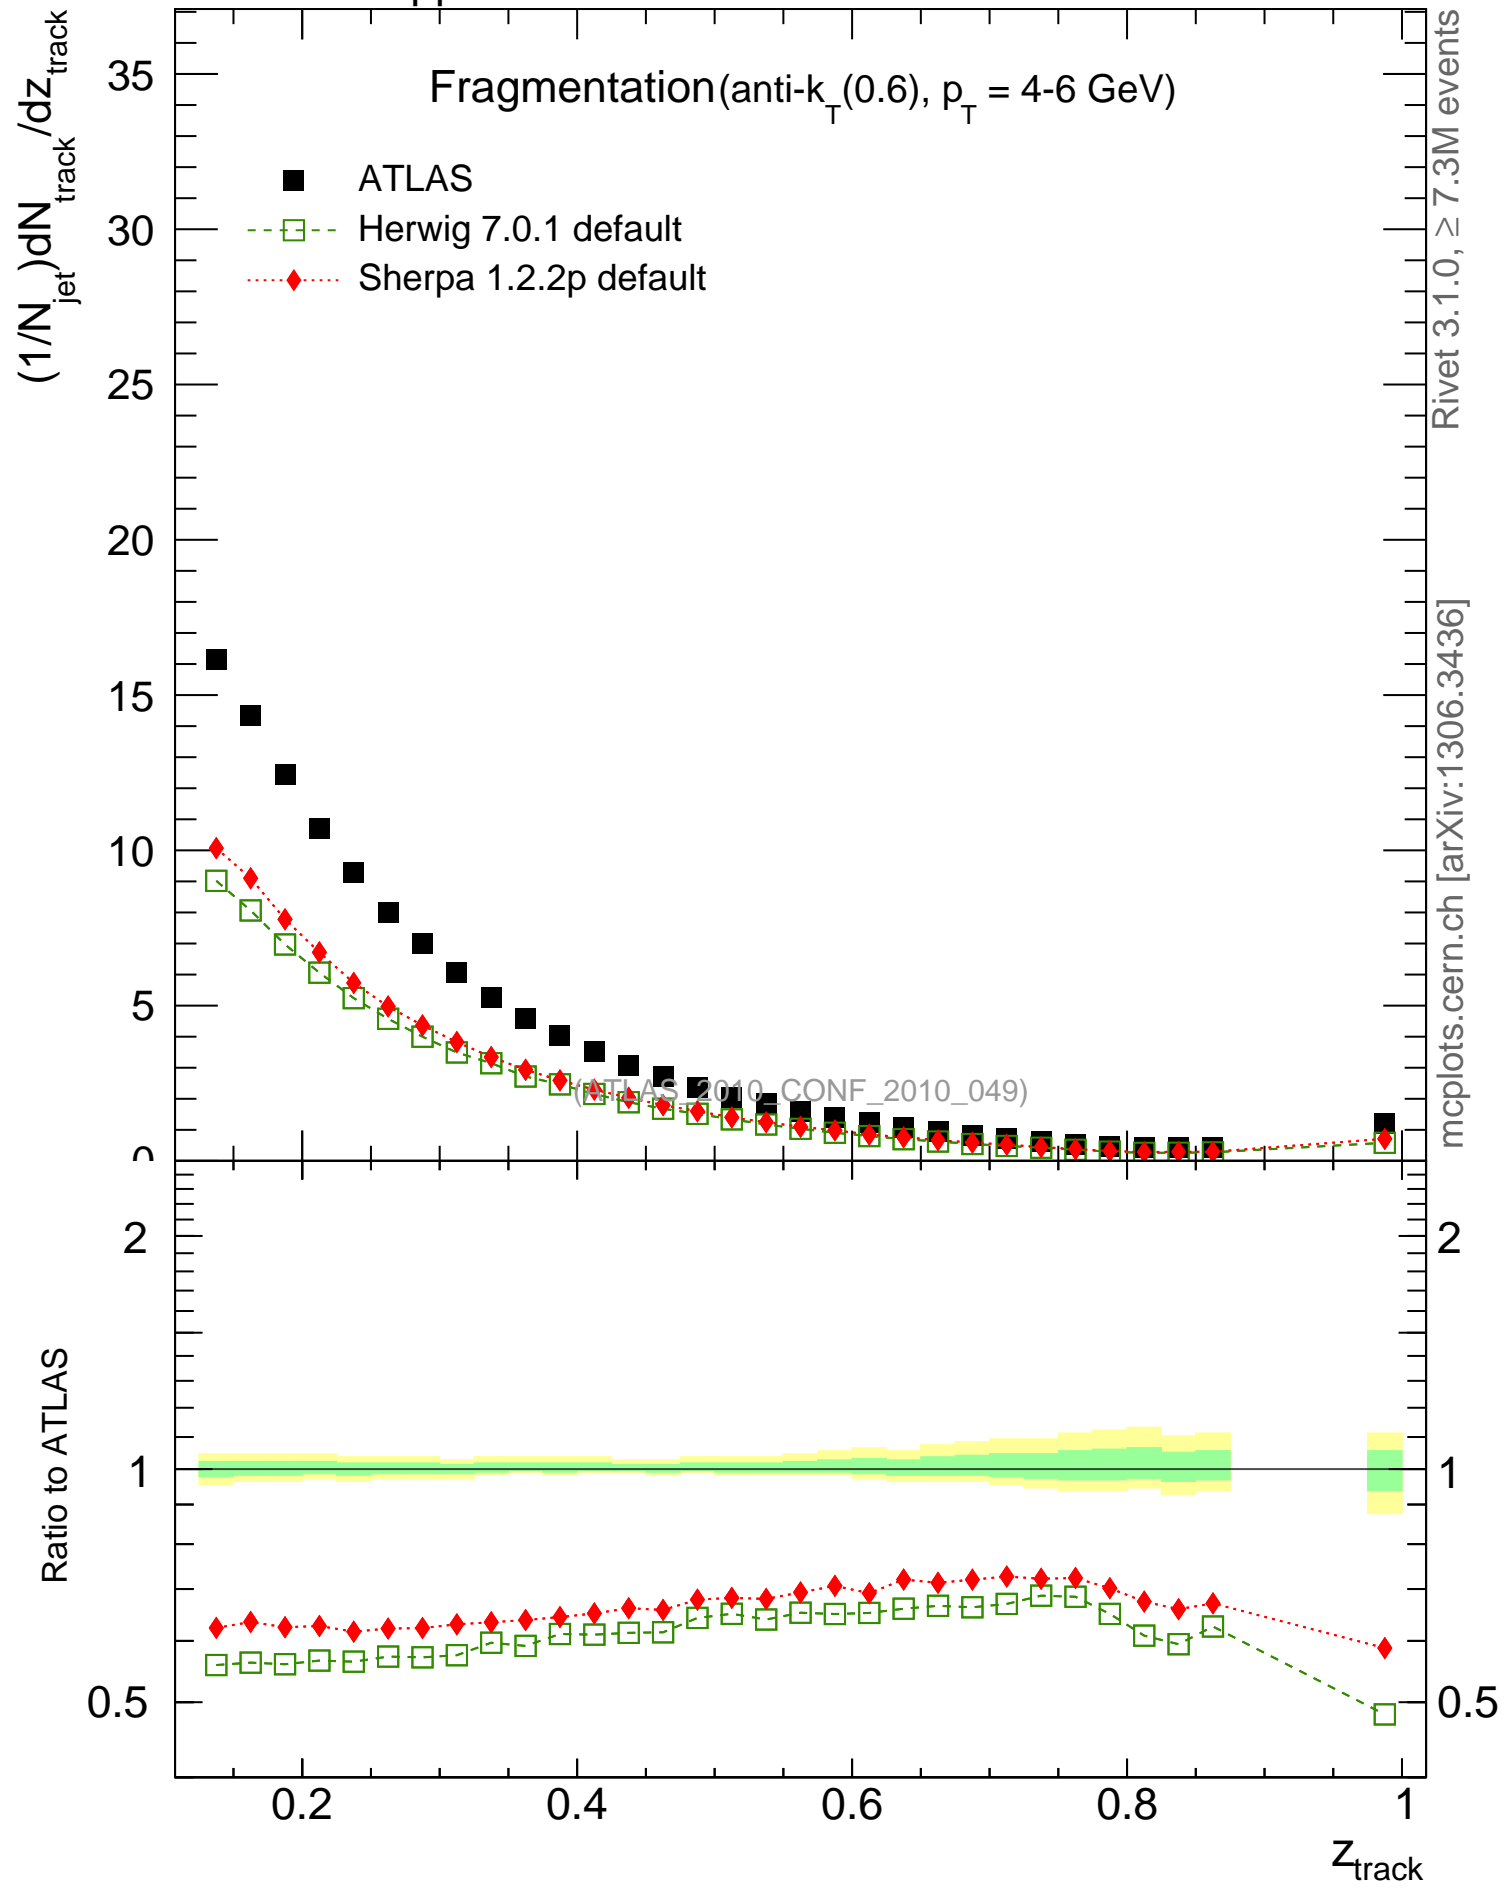 Fragmentation (anti-k_T(0.6), p_T = 4-6 GeV)
(1/N_jet)dN_track/dz_track
ATLAS
Herwig 7.0.1 default
Sherpa 1.2.2p default
35
30
25
20
15
10
5
0
(ATLAS_2010_CONF_2010_049)
Rivet 3.1.0, ≥ 7.3M events
mcplots.cern.ch [arXiv:1306.3436]
Ratio to ATLAS
2
1
0.5
2
1
0.5
0.2
0.4
0.6
0.8
1
z_track